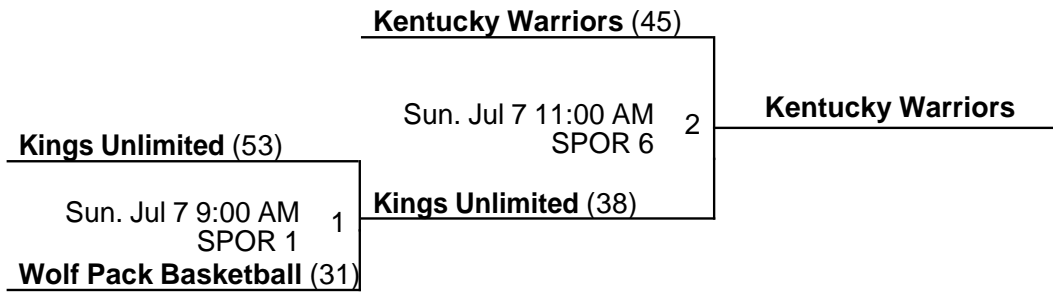 Kentucky Warriors (45)
Sun. Jul 7 11:00 AM
SPOR 6
2
Kentucky Warriors
Kings Unlimited (53)
Sun. Jul 7 9:00 AM
SPOR 1
1
Kings Unlimited (38)
Wolf Pack Basketball (31)